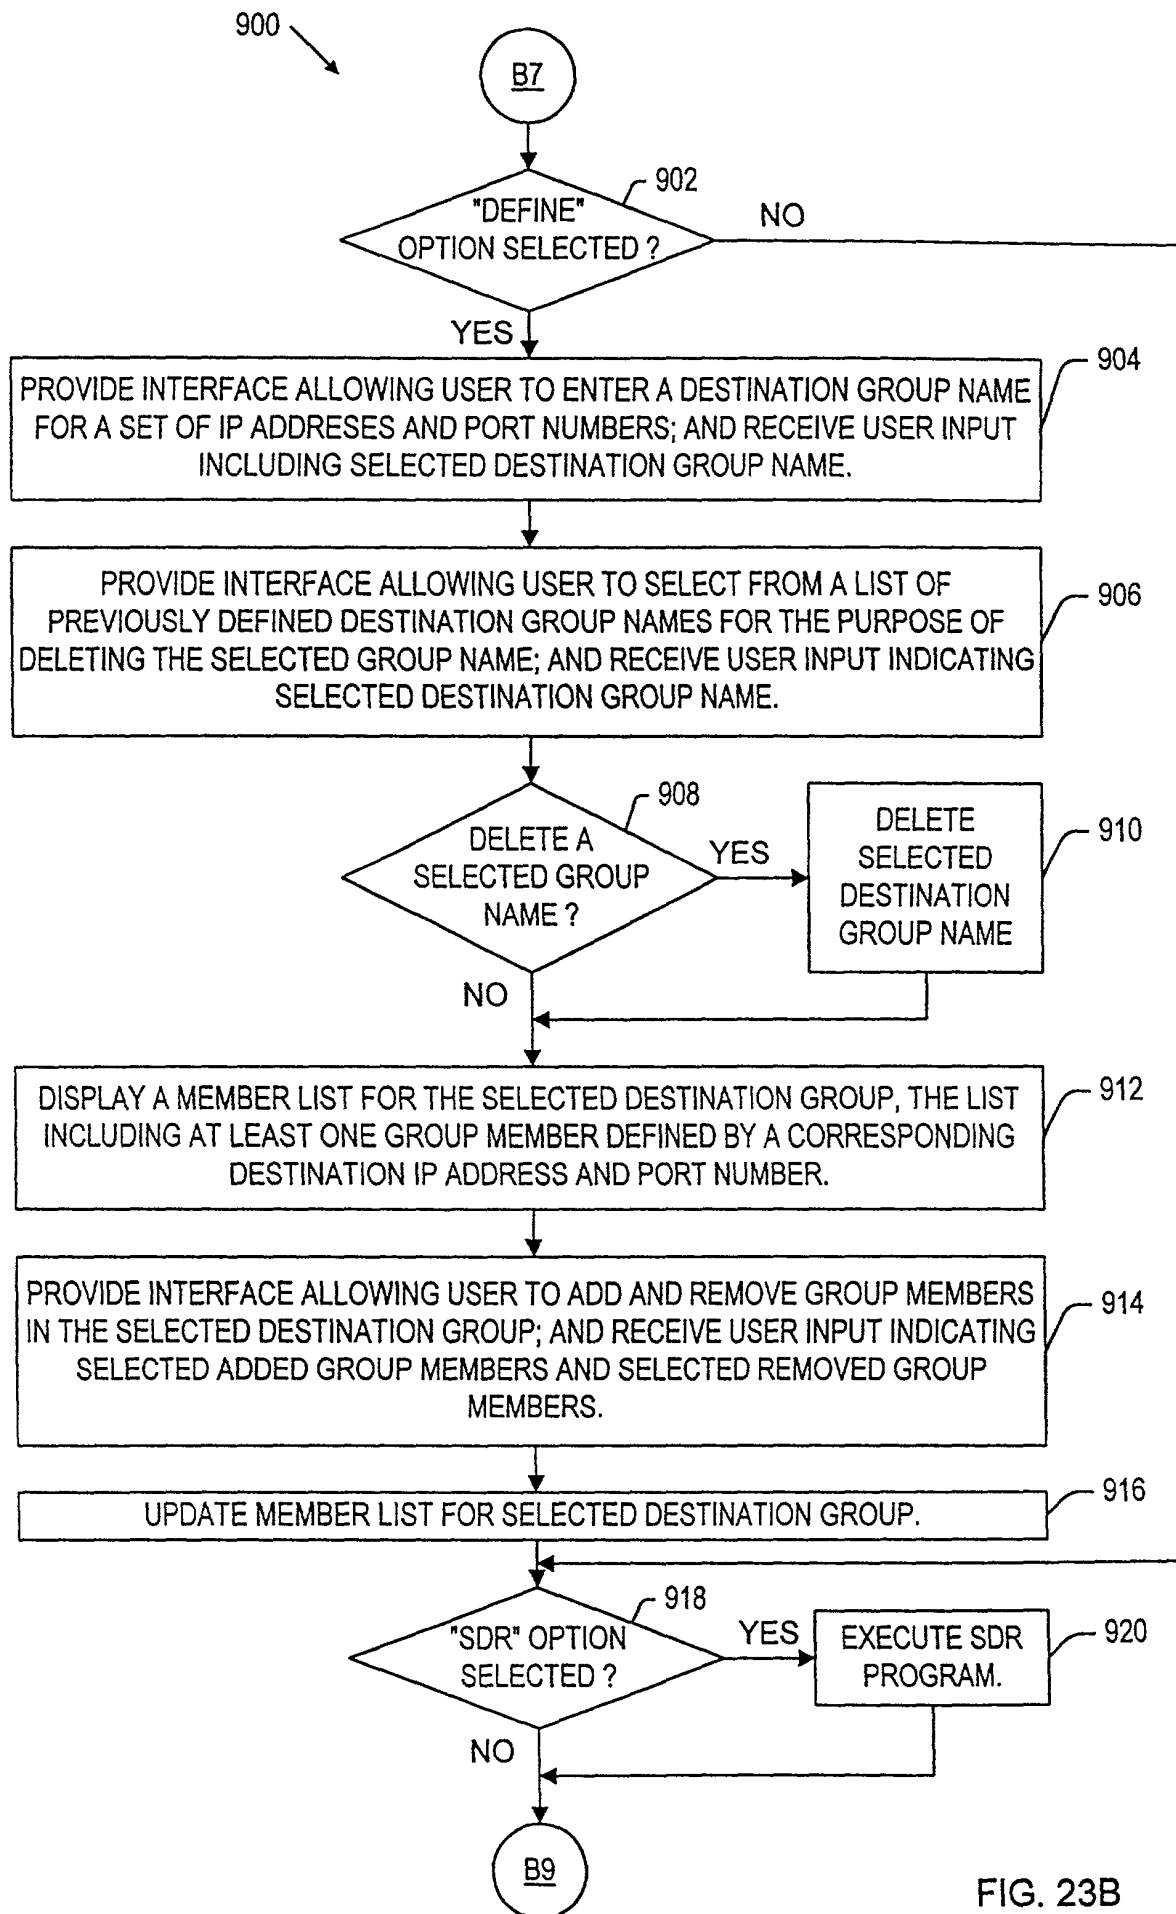 900
B7
902
"DEFINE"
OPTION SELECTED ?
NO
YES
904
PROVIDE INTERFACE ALLOWING USER TO ENTER A DESTINATION GROUP NAME
FOR A SET OF IP ADDRESES AND PORT NUMBERS; AND RECEIVE USER INPUT
INCLUDING SELECTED DESTINATION GROUP NAME.
906
PROVIDE INTERFACE ALLOWING USER TO SELECT FROM A LIST OF
PREVIOUSLY DEFINED DESTINATION GROUP NAMES FOR THE PURPOSE OF
DELETING THE SELECTED GROUP NAME; AND RECEIVE USER INPUT INDICATING
SELECTED DESTINATION GROUP NAME.
908
DELETE A
SELECTED GROUP
NAME ?
YES
DELETE
SELECTED
DESTINATION
GROUP NAME
910
NO
912
DISPLAY A MEMBER LIST FOR THE SELECTED DESTINATION GROUP, THE LIST
INCLUDING AT LEAST ONE GROUP MEMBER DEFINED BY A CORRESPONDING
DESTINATION IP ADDRESS AND PORT NUMBER.
PROVIDE INTERFACE ALLOWING USER TO ADD AND REMOVE GROUP MEMBERS
IN THE SELECTED DESTINATION GROUP; AND RECEIVE USER INPUT INDICATING
SELECTED ADDED GROUP MEMBERS AND SELECTED REMOVED GROUP
MEMBERS.
914
UPDATE MEMBER LIST FOR SELECTED DESTINATION GROUP.
916
918
"SDR" OPTION
SELECTED ?
YES
EXECUTE SDR
PROGRAM.
920
NO
B9
FIG. 23B